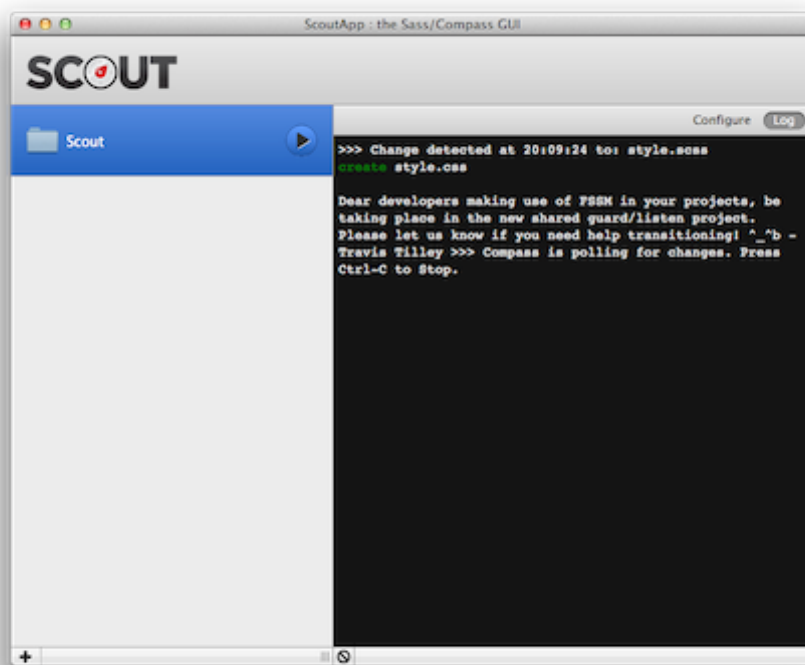 ScoutApp : the Sass/Compass GUI
SCOUT
Scout
Configure Log
>>> Change detected at 20:09:24 to: style.scss
create style.css
Dear developers making use of FSSM in your projects, be
taking place in the new shared guard/listen project.
Please let us know if you need help transitioning! ^_^b -
Travis Tilley >>> Compass is polling for changes. Press
Ctrl-C to Stop.